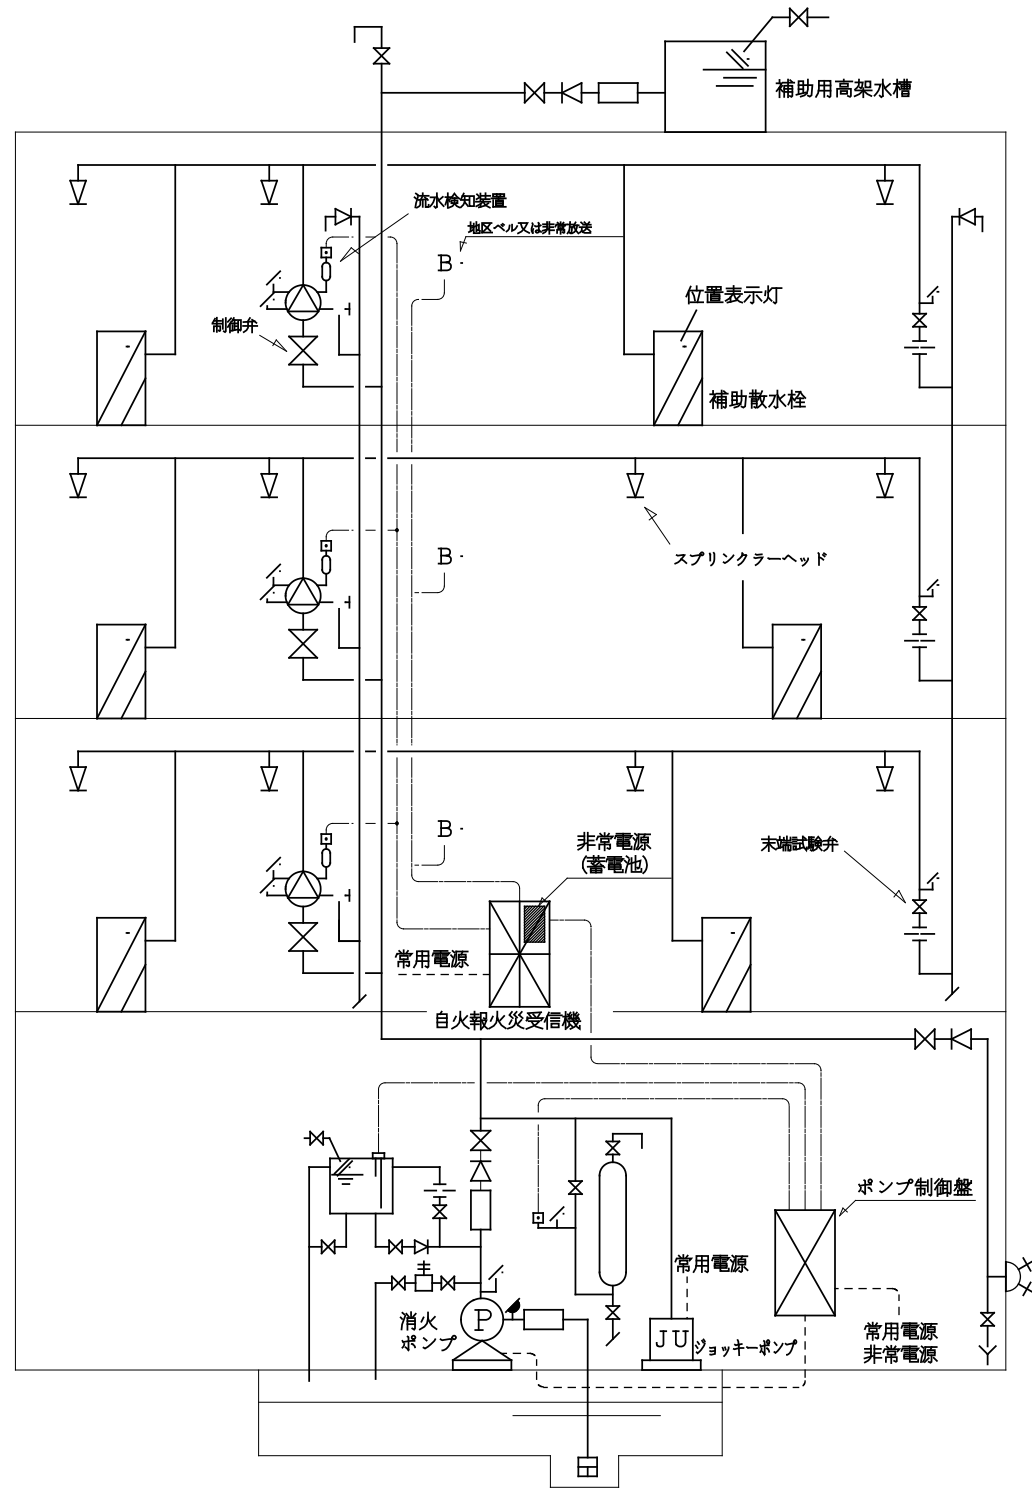 補助用高架水槽
流水検知装置
地区ベル又は非常放送
B
位置表示灯
制御弁
補助散水栓
スプリンクラーヘッド
B
B
非常電源
(蓄電池)
末端試験弁
常用電源
自火報火災受信機
ポンプ制御盤
常用電源
消火
ポンプ
P
JU
ジョッキーポンプ
常用電源
非常電源